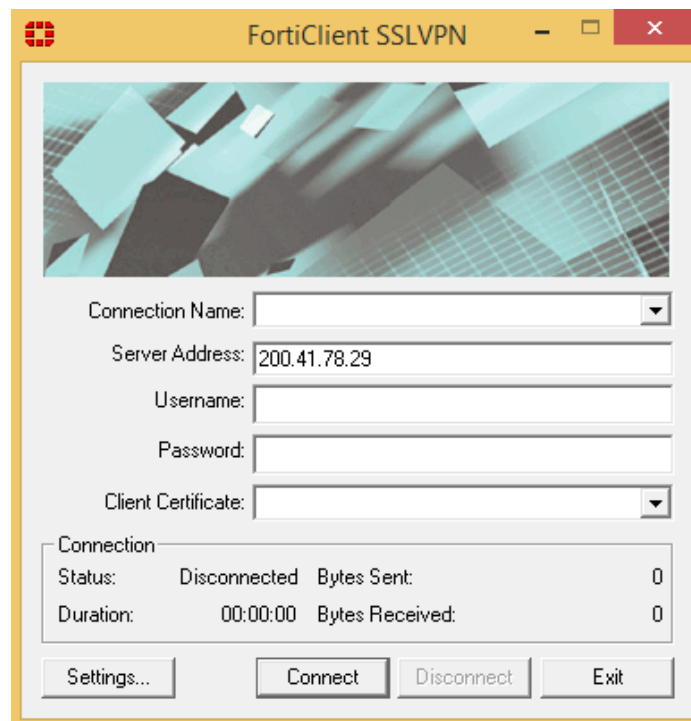 FortiClient SSLVPN
Connection Name:
Server Address: 200.41.78.29
Username:
Password:
Client Certificate:
Connection
Status: Disconnected Bytes Sent: 0
Duration: 00:00:00 Bytes Received: 0
Settings... Connect Disconnect Exit